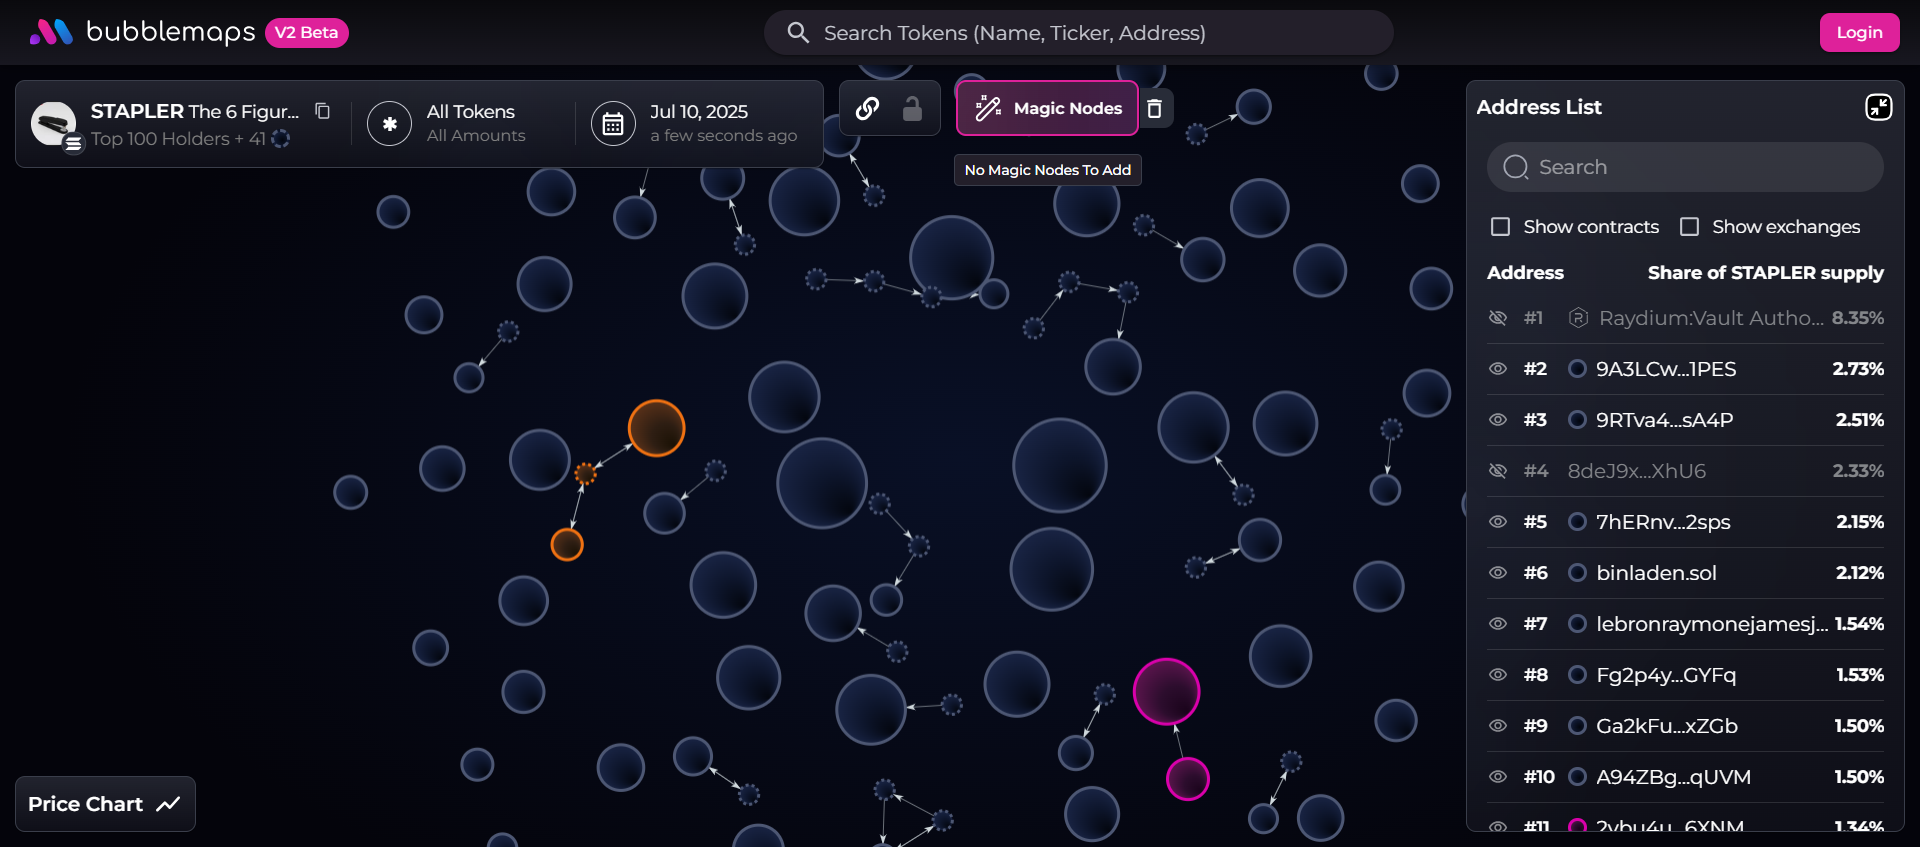 bubblemaps V2 Beta
Search Tokens (Name, Ticker, Address)
Login
STAPLER The 6 Figur...
Top 100 Holders + 41
All Tokens
All Amounts
Jul 10, 2025
a few seconds ago
Magic Nodes
No Magic Nodes To Add
Address List
Search
Show contracts Show exchanges
Address Share of STAPLER supply
#1 Raydium:Vault Autho... 8.35%
#2 9A3LCw...1PES 2.73%
#3 9RTva4...sA4P 2.51%
#4 8deJ9x...XhU6 2.33%
#5 7hERnv...2sps 2.15%
#6 binladen.sol 2.12%
#7 lebronraymonejamesj... 1.54%
#8 Fg2p4y...GYFq 1.53%
#9 Ga2kFu...xZGb 1.50%
#10 A94ZBg...qUVM 1.50%
#11 1.34%
Price Chart